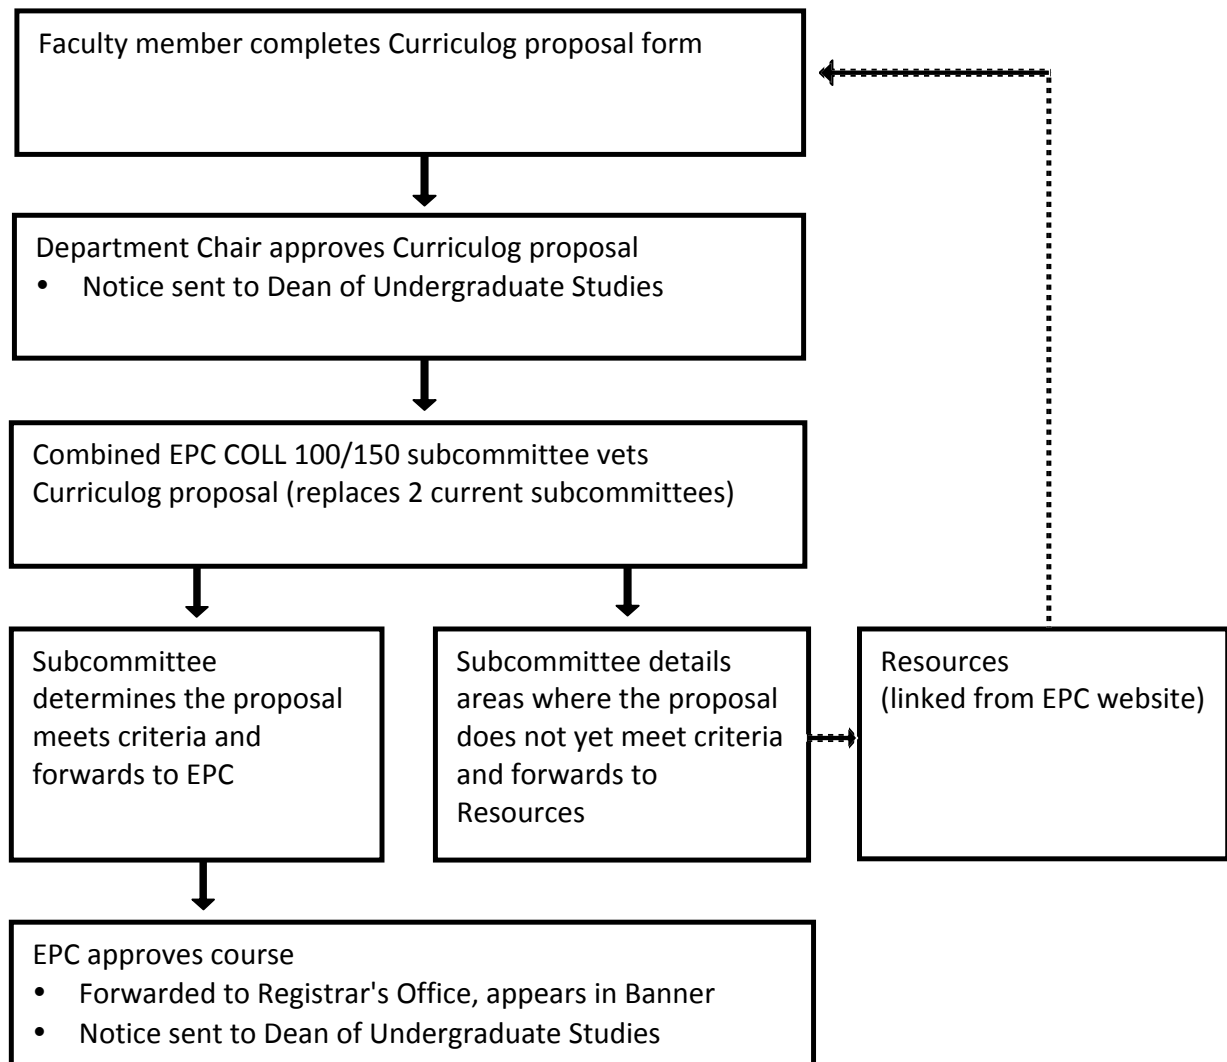 Faculty member completes Curriculog proposal form
Department Chair approves Curriculog proposal
• Notice sent to Dean of Undergraduate Studies
Combined EPC COLL 100/150 subcommittee vets
Curriculog proposal (replaces 2 current subcommittees)
Subcommittee
determines the proposal
meets criteria and
forwards to EPC
Subcommittee details
areas where the proposal
does not yet meet criteria
and forwards to
Resources
Resources
(linked from EPC website)
EPC approves course
• Forwarded to Registrar's Office, appears in Banner
• Notice sent to Dean of Undergraduate Studies